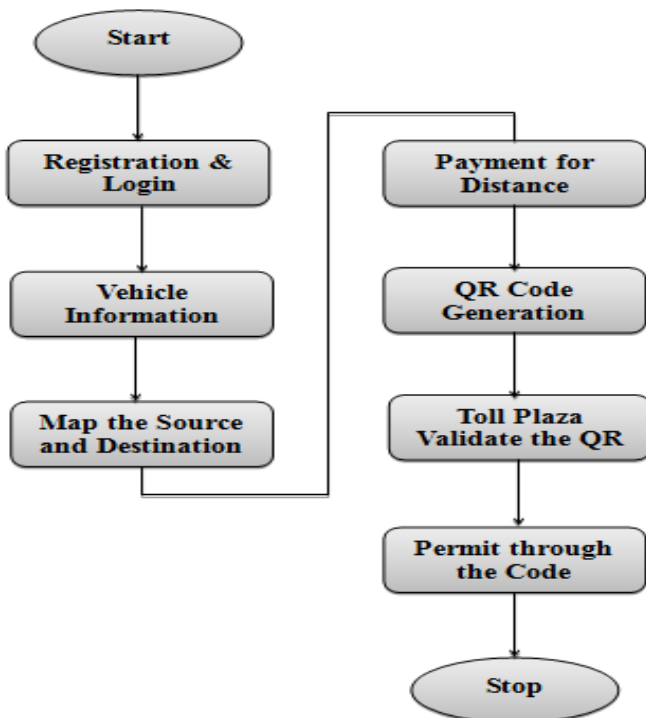 Start
Registration &
Login
Vehicle
Information
Map the Source
and Destination
Payment for
Distance
QR Code
Generation
Toll Plaza
Validate the QR
Permit through
the Code
Stop